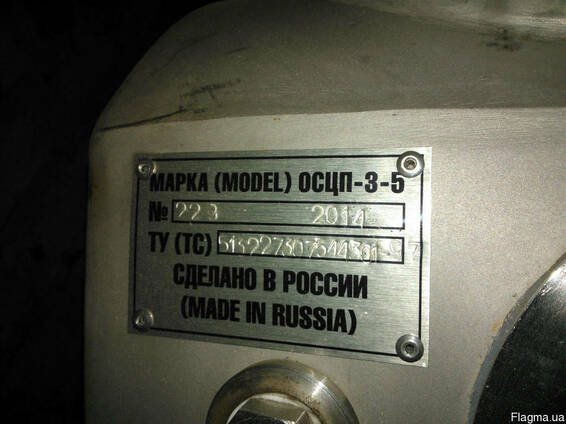 МАРКА (MODEL) ОСЦП-3-5
№ 223 2014
ТУ (ТС)
СДЕЛАНО В РОССИИ
(MADE IN RUSSIA)
Flagma.ua